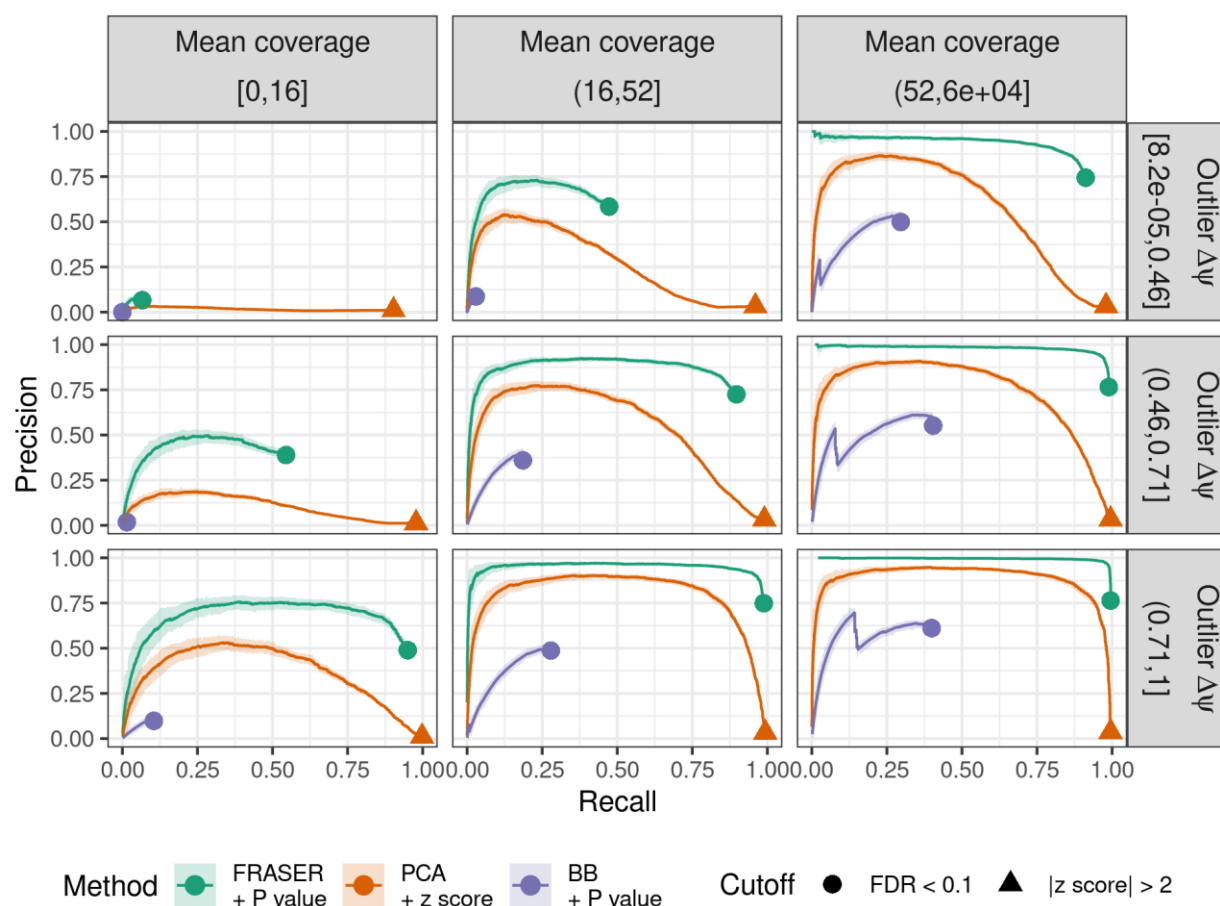 Mean coverage
[0,16]
Mean coverage
(16,52]
Mean coverage
(52,6e+04]
1.00
0.75
0.50
0.25
0.00
Outlier Δψ
[8.2e-05,0.46]
1.00
0.75
0.50
0.25
0.00
Outlier Δψ
(0.46,0.71]
1.00
0.75
0.50
0.25
0.00
Outlier Δψ
(0.71,1]
Precision
0.00 0.25 0.50 0.75 1.00 0.00 0.25 0.50 0.75 1.00 0.00 0.25 0.50 0.75 1.00
Recall
Method
FRASER
+ P value
PCA
+ z score
BB
+ P value
Cutoff
FDR < 0.1
|z score| > 2